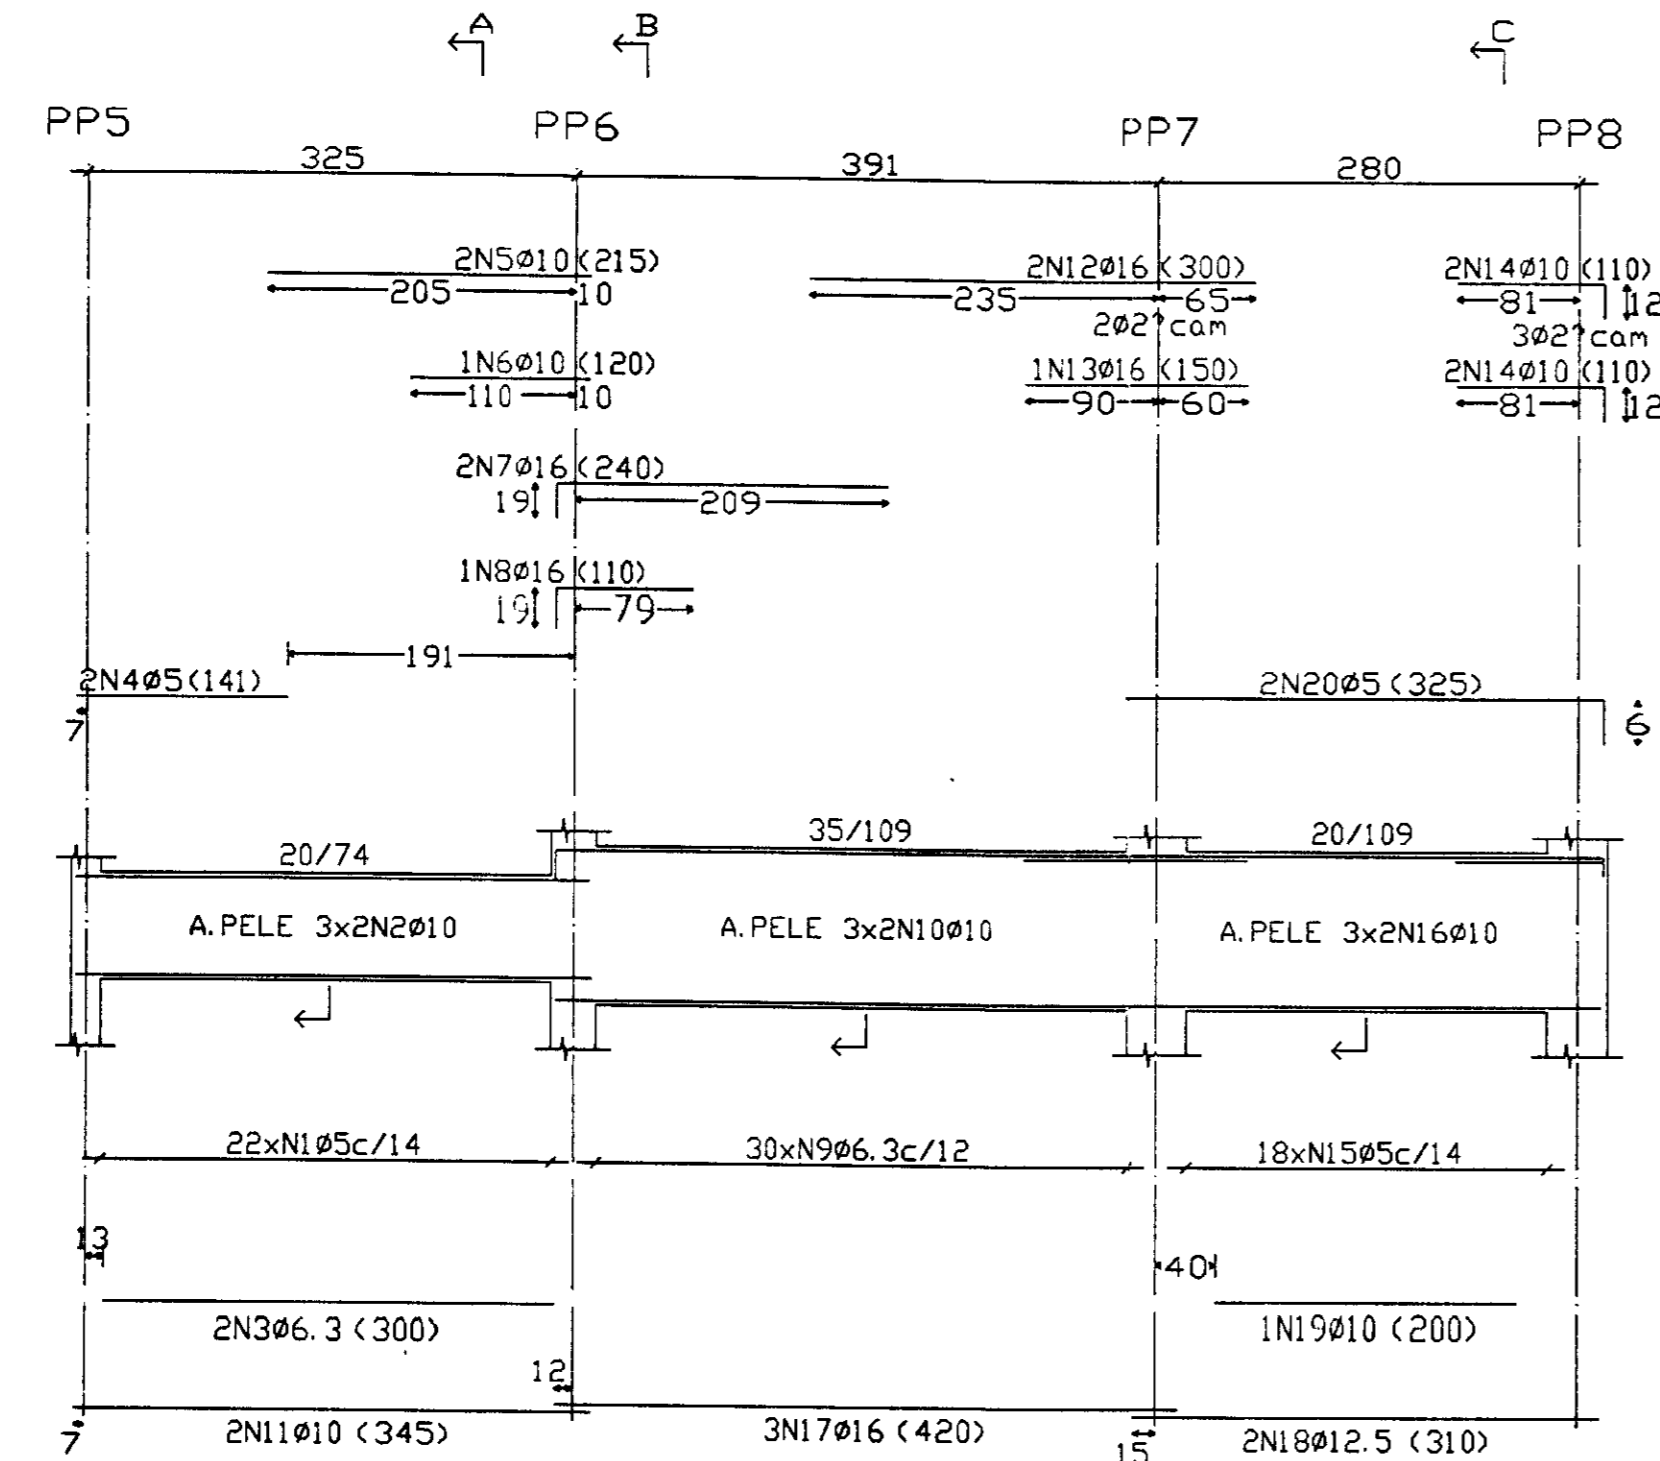 A B C
PP5 PP6 PP7 PP8
325 391 280
2N5ø10 (215) 2N12ø16 (300) 2N14ø10 (110)
205 10 235 65 81 12
2ø2ª cam 3ø2ª cam
1N6ø10 (120) 1N13ø16 (150) 2N14ø10 (110)
110 10 90 60 81 12
2N7ø16 (240)
19 209
1N8ø16 (110)
19 79
191
2N4ø5(141) 2N20ø5 (325)
7 6
20/74 35/109 20/109
A.PELE 3x2N2ø10 A.PELE 3x2N10ø10 A.PELE 3x2N16ø10
22xN1ø5c/14 30xN9ø6.3c/12 18xN15ø5c/14
13 40
2N3ø6.3 (300) 1N19ø10 (200)
12
7 2N11ø10 (345) 3N17ø16 (420) 15 2N18ø12.5 (310)